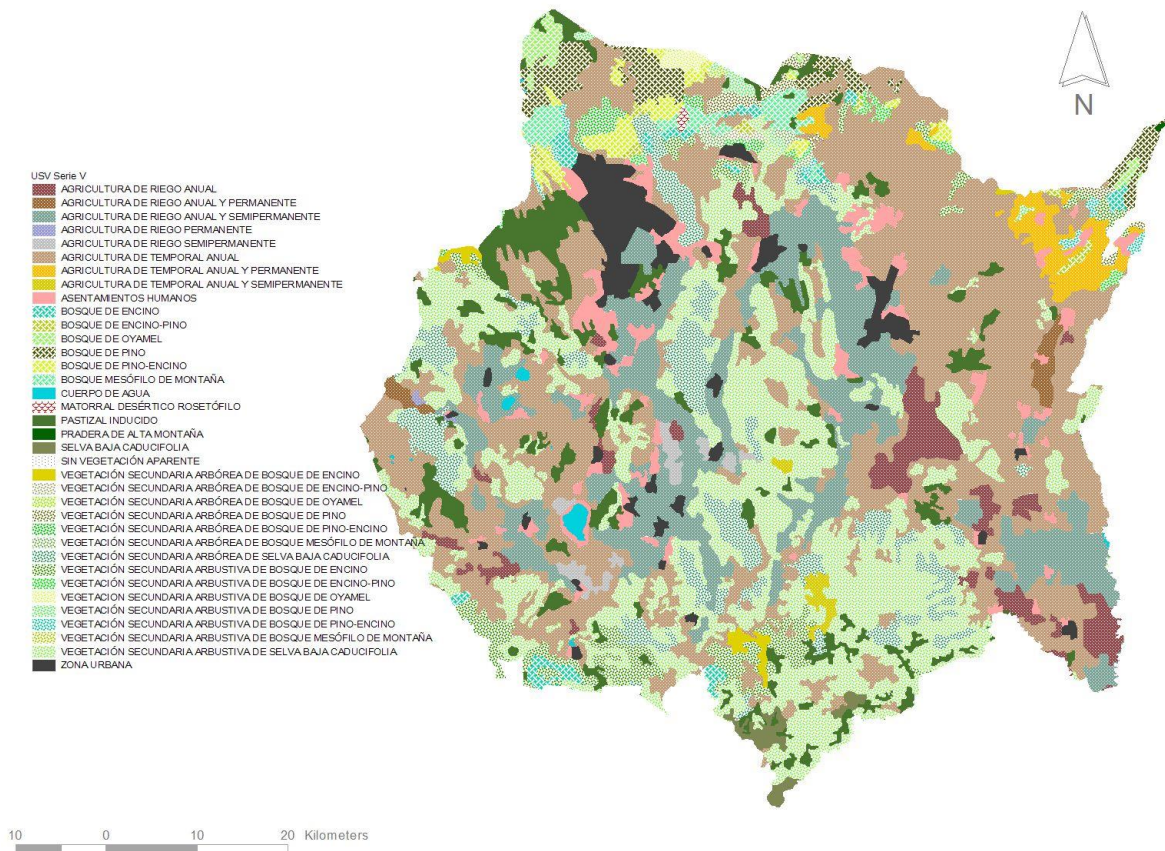 N
USV Serie V
AGRICULTURA DE RIEGO ANUAL
AGRICULTURA DE RIEGO ANUAL Y PERMANENTE
AGRICULTURA DE RIEGO ANUAL Y SEMIPERMANENTE
AGRICULTURA DE RIEGO PERMANENTE
AGRICULTURA DE RIEGO SEMIPERMANENTE
AGRICULTURA DE TEMPORAL ANUAL
AGRICULTURA DE TEMPORAL ANUAL Y PERMANENTE
AGRICULTURA DE TEMPORAL ANUAL Y SEMIPERMANENTE
ASENTAMIENTOS HUMANOS
BOSQUE DE ENCINO
BOSQUE DE ENCINO-PINO
BOSQUE DE OYAMEL
BOSQUE DE PINO
BOSQUE DE PINO-ENCINO
BOSQUE MESÓFILO DE MONTAÑA
CUERPO DE AGUA
MATORRAL DESÉRTICO ROSETÓFILO
PASTIZAL INDUCIDO
PRADERA DE ALTA MONTAÑA
SELVA BAJA CADUCIFOLIA
SIN VEGETACIÓN APARENTE
VEGETACIÓN SECUNDARIA ARBÓREA DE BOSQUE DE ENCINO
VEGETACIÓN SECUNDARIA ARBÓREA DE BOSQUE DE ENCINO-PINO
VEGETACIÓN SECUNDARIA ARBÓREA DE BOSQUE DE OYAMEL
VEGETACIÓN SECUNDARIA ARBÓREA DE BOSQUE DE PINO
VEGETACIÓN SECUNDARIA ARBÓREA DE BOSQUE DE PINO-ENCINO
VEGETACIÓN SECUNDARIA ARBÓREA DE BOSQUE MESÓFILO DE MONTAÑA
VEGETACIÓN SECUNDARIA ARBÓREA DE SELVA BAJA CADUCIFOLIA
VEGETACIÓN SECUNDARIA ARBUSTIVA DE BOSQUE DE ENCINO
VEGETACIÓN SECUNDARIA ARBUSTIVA DE BOSQUE DE ENCINO-PINO
VEGETACION SECUNDARIA ARBUSTIVA DE BOSQUE DE OYAMEL
VEGETACIÓN SECUNDARIA ARBUSTIVA DE BOSQUE DE PINO
VEGETACIÓN SECUNDARIA ARBUSTIVA DE BOSQUE DE PINO-ENCINO
VEGETACIÓN SECUNDARIA ARBUSTIVA DE BOSQUE MESÓFILO DE MONTAÑA
VEGETACIÓN SECUNDARIA ARBUSTIVA DE SELVA BAJA CADUCIFOLIA
ZONA URBANA
10 0 10 20 Kilometers